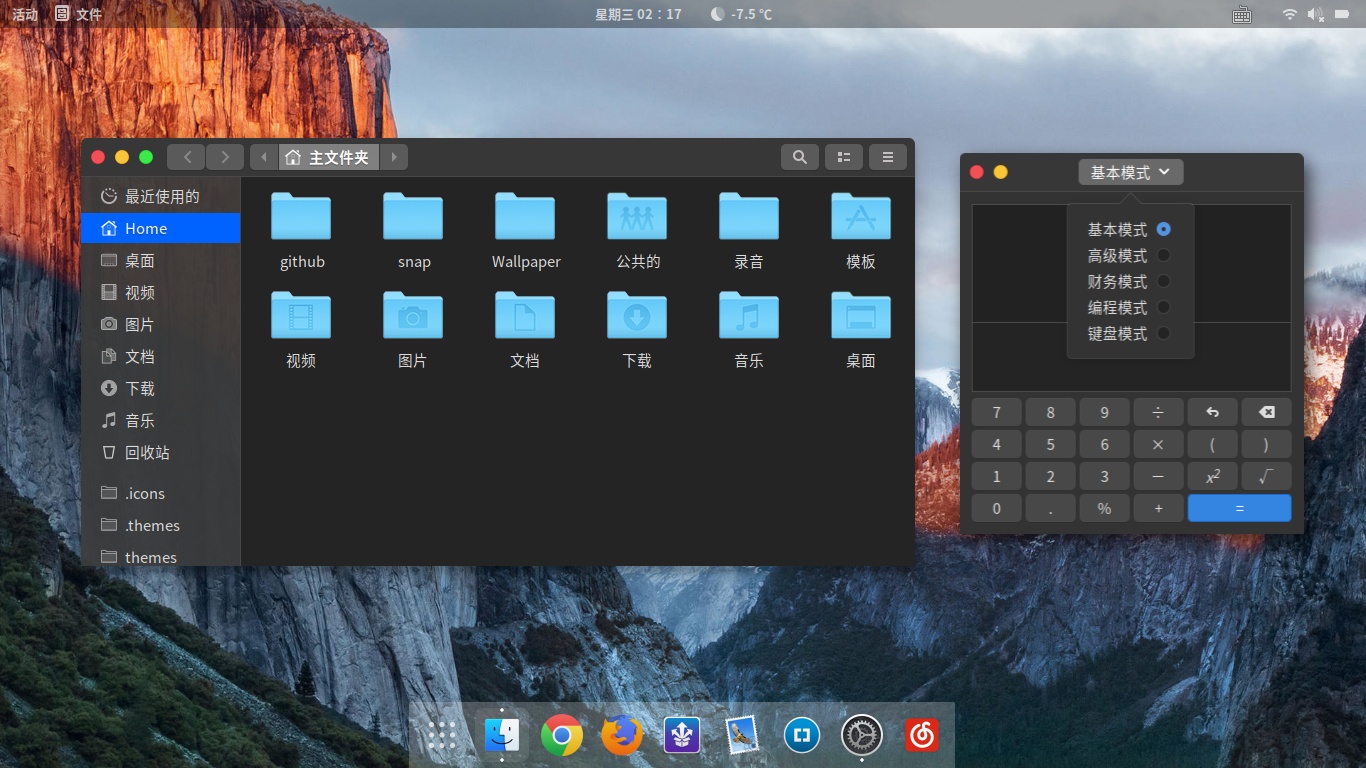 活动 文件 星期三 02：17 -7.5 ℃
主文件夹
最近使用的
Home
桌面
视频
图片
文档
下载
音乐
回收站
.icons
.themes
themes
github snap Wallpaper 公共的 录音 模板
视频 图片 文档 下载 音乐 桌面
基本模式
基本模式
高级模式
财务模式
编程模式
键盘模式
7 8 9 ÷
4 5 6 × ( )
1 2 3 − x² √
0 . % + =